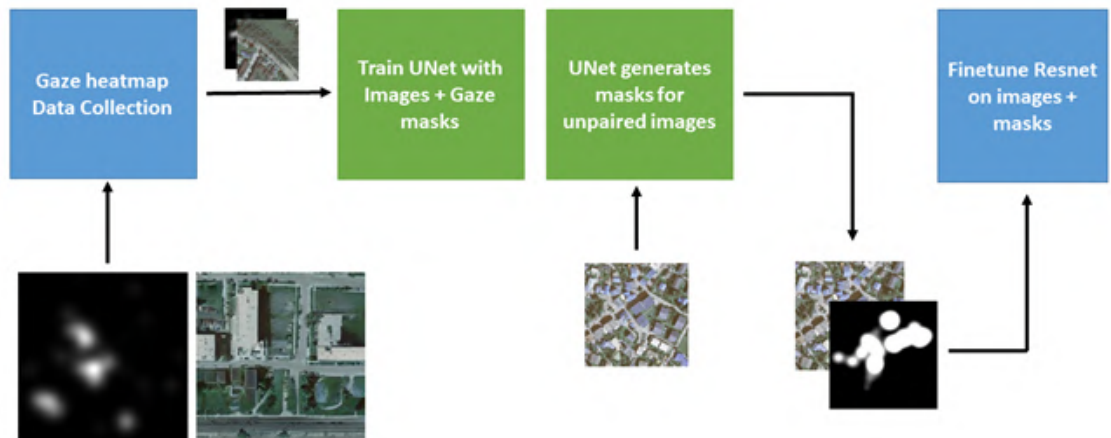 Gaze heatmap
Data Collection
Train UNet with
Images + Gaze
masks
UNet generates
masks for
unpaired images
Finetune Resnet
on images +
masks